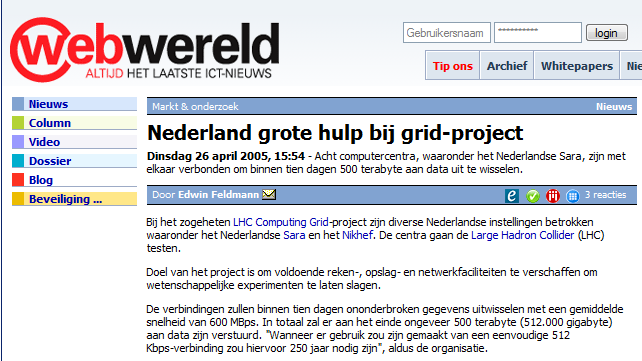 webwereld
ALTIJD HET LAATSTE ICT-NIEUWS
Gebruikersnaam ********** login
Tip ons Archief Whitepapers Nie
Nieuws
Column
Video
Dossier
Blog
Beveiliging ...
Markt & onderzoek Nieuws
Nederland grote hulp bij grid-project
Dinsdag 26 april 2005, 15:54 - Acht computercentra, waaronder het Nederlandse Sara, zijn met
elkaar verbonden om binnen tien dagen 500 terabyte aan data uit te wisselen.
Door Edwin Feldmann 3 reacties
Bij het zogeheten LHC Computing Grid-project zijn diverse Nederlandse instellingen betrokken
waaronder het Nederlandse Sara en het Nikhef. De centra gaan de Large Hadron Collider (LHC)
testen.
Doel van het project is om voldoende reken-, opslag- en netwerkfaciliteiten te verschaffen om
wetenschappelijke experimenten te laten slagen.
De verbindingen zullen binnen tien dagen ononderbroken gegevens uitwisselen met een gemiddelde
snelheid van 600 MBps. In totaal zal er aan het einde ongeveer 500 terabyte (512.000 gigabyte)
aan data zijn verstuurd. "Wanneer er gebruik zou zijn gemaakt van een eenvoudige 512
Kbps-verbinding zou hiervoor 250 jaar nodig zijn", aldus de organisatie.